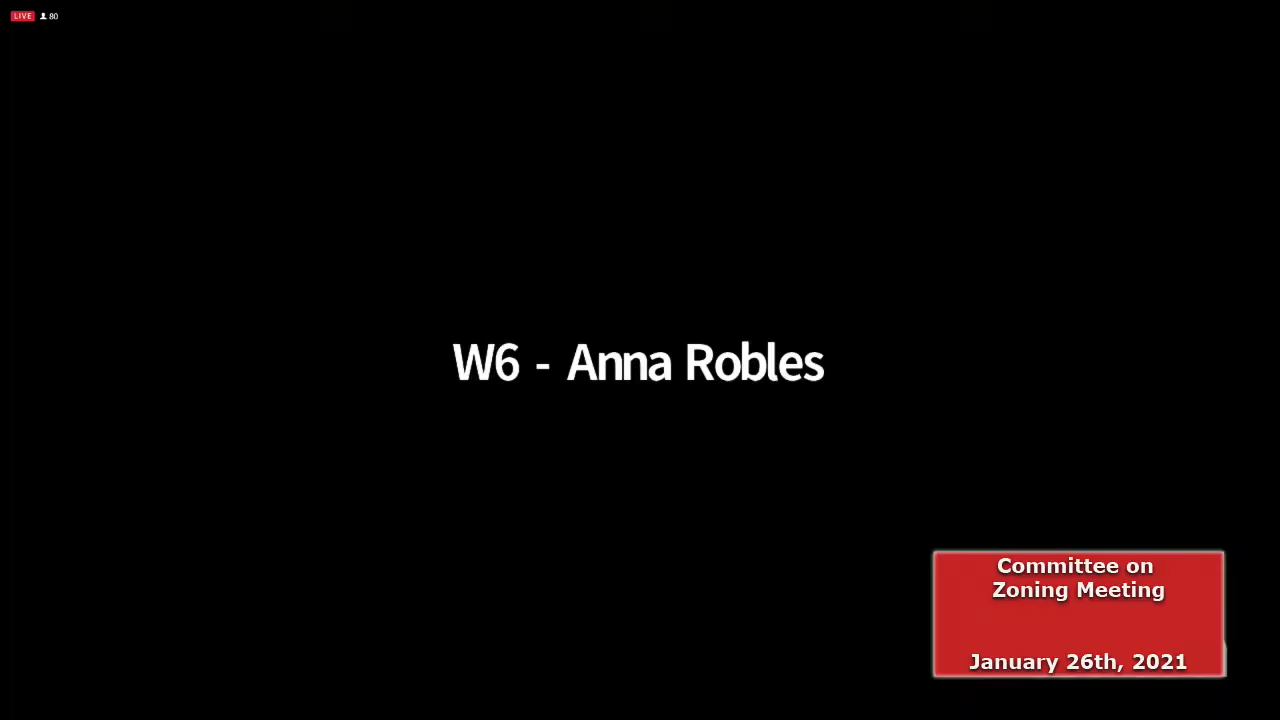 LIVE 80
W6 - Anna Robles
Committee on
Zoning Meeting
January 26th, 2021